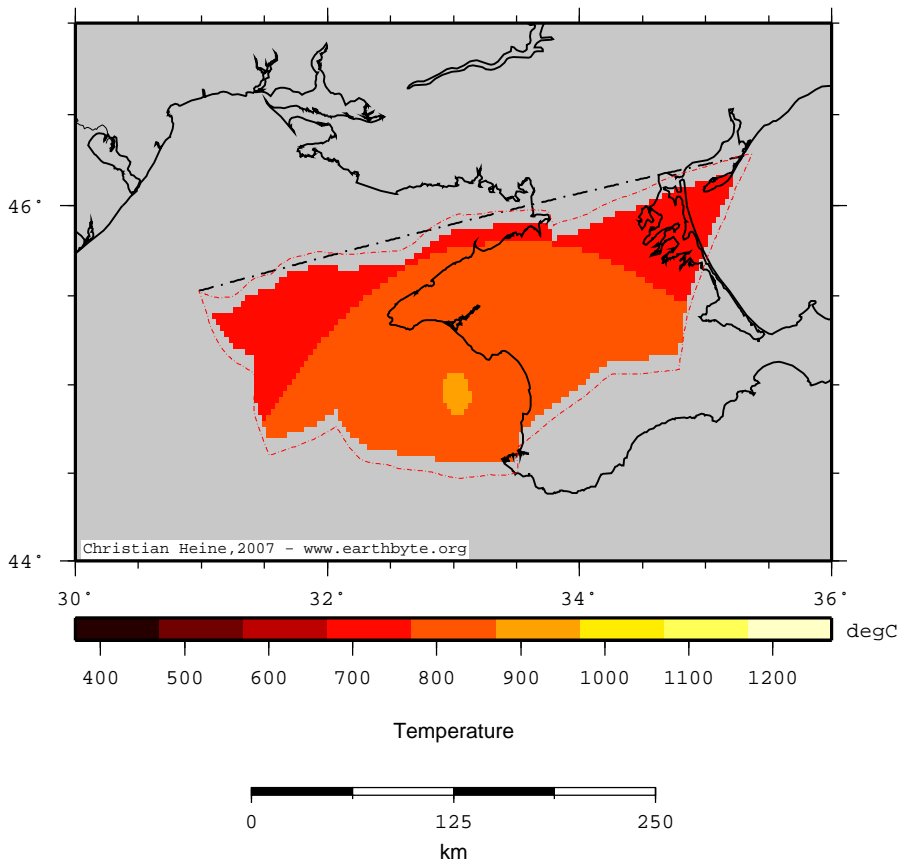 46°
Christian Heine,2007 - www.earthbyte.org
44°
30° 32° 34° 36°
degC
400 500 600 700 800 900 1000 1100 1200
Temperature
0 125 250
km